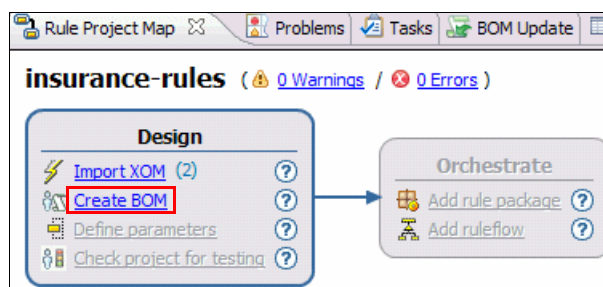 Rule Project Map Problems Tasks BOM Update
insurance-rules ( 0 Warnings / 0 Errors )
Design
Import XOM (2) ?
Create BOM ?
Define parameters ?
Check project for testing ?
Orchestrate
Add rule package ?
Add ruleflow ?